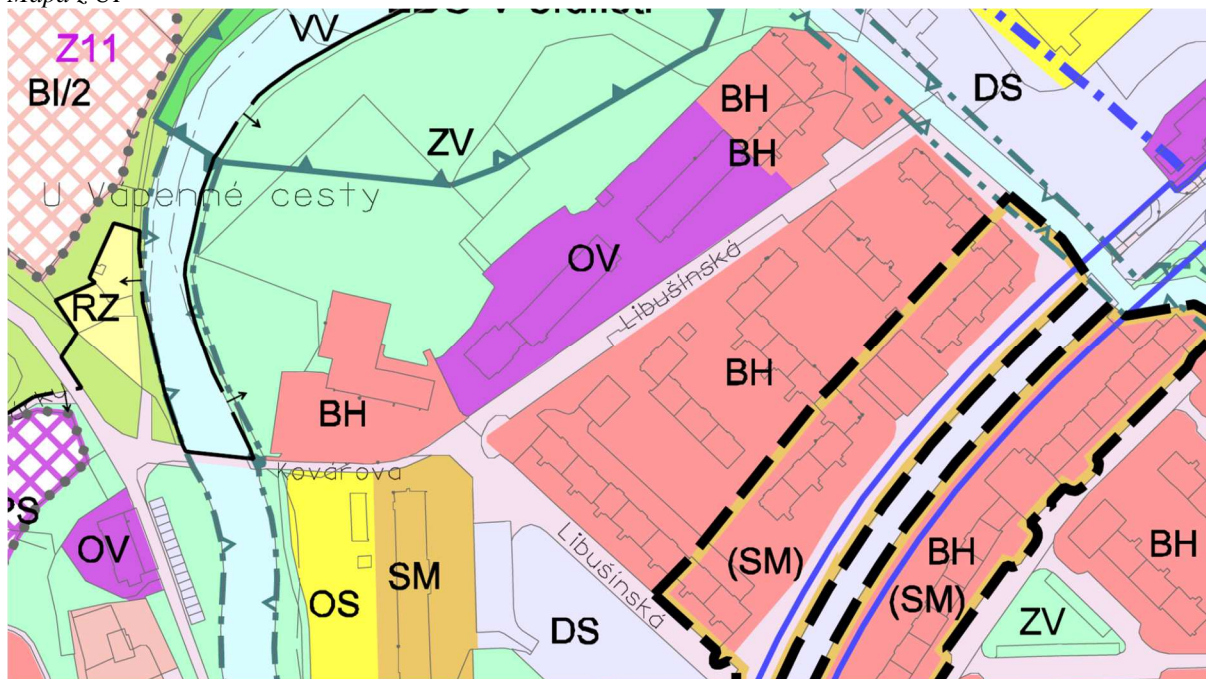 Mapa z ÚP
VV
Z11
BI/2
DS
BH
ZV
BH
U Vápenné cesty
OV
Libušínská
RZ
BH
BH
Kovářova
OV
SM
OS
Libušínská
(SM)
BH
(SM)
BH
DS
ZV